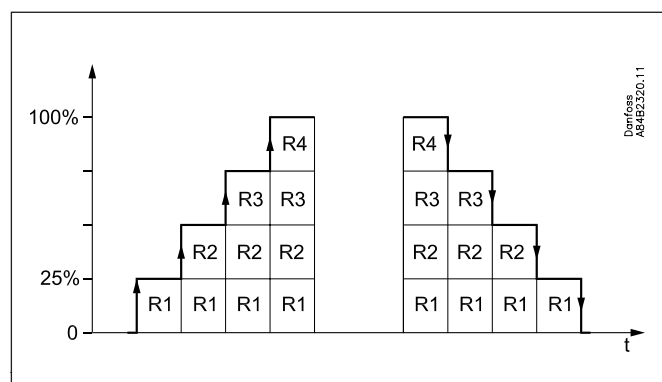 Danfoss
A84B2320.11
100%
R4 R4
R3 R3 R3 R3
R2 R2 R2 R2 R2 R2
25%
R1 R1 R1 R1 R1 R1 R1 R1
0
t